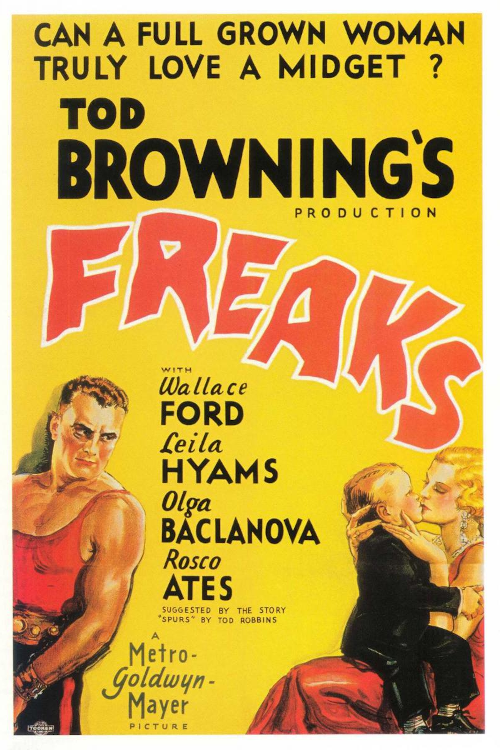 CAN A FULL GROWN WOMAN
TRULY LOVE A MIDGET ?
TOD
BROWNING'S
PRODUCTION
FREAKS
WITH
Wallace
FORD
Leila
HYAMS
Olga
BACLANOVA
Rosco
ATES
SUGGESTED BY THE STORY
"SPURS" BY TOD ROBBINS
A
Metro-
Goldwyn-
Mayer
PICTURE